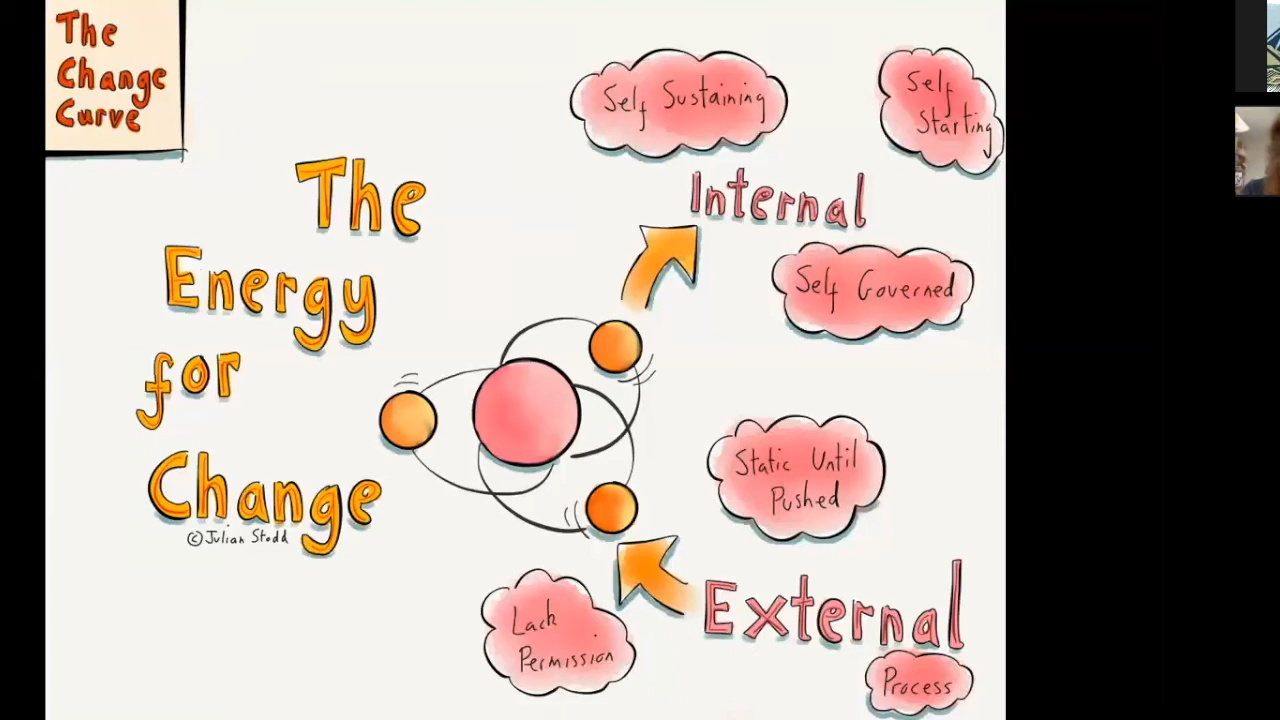 The
Change
Curve
The
Energy
for
Change
©Julian Stodd
Self Sustaining
Self
Starting
Internal
Self Governed
Static Until
Pushed
External
Lack
Permission
Process